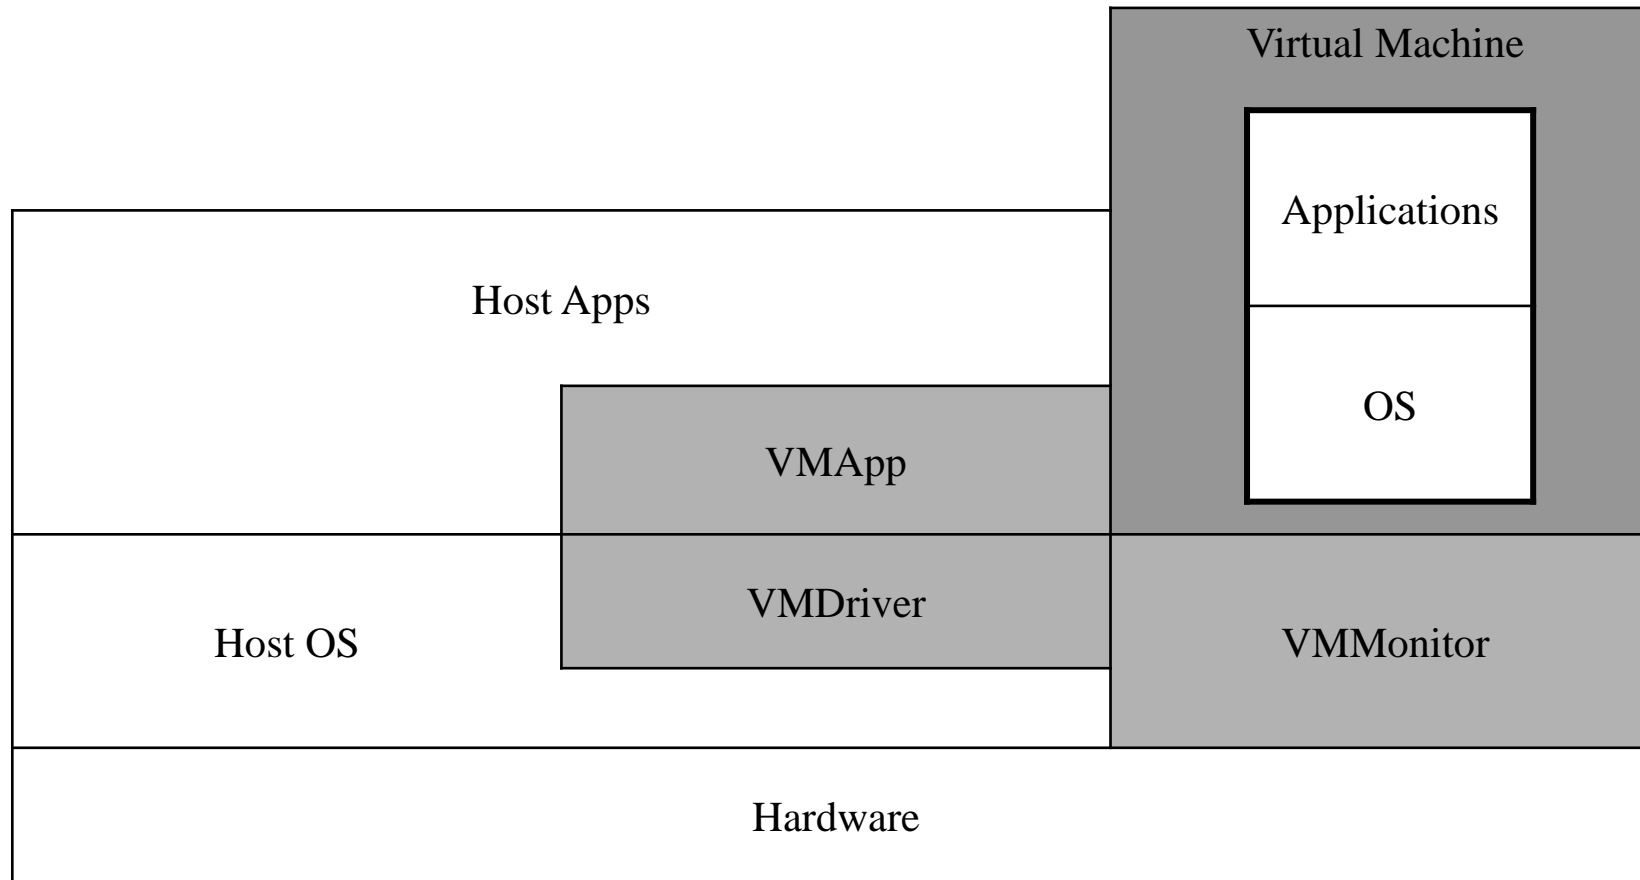 Virtual Machine
Applications
Host Apps
OS
VMApp
VMDriver
Host OS
VMMonitor
Hardware